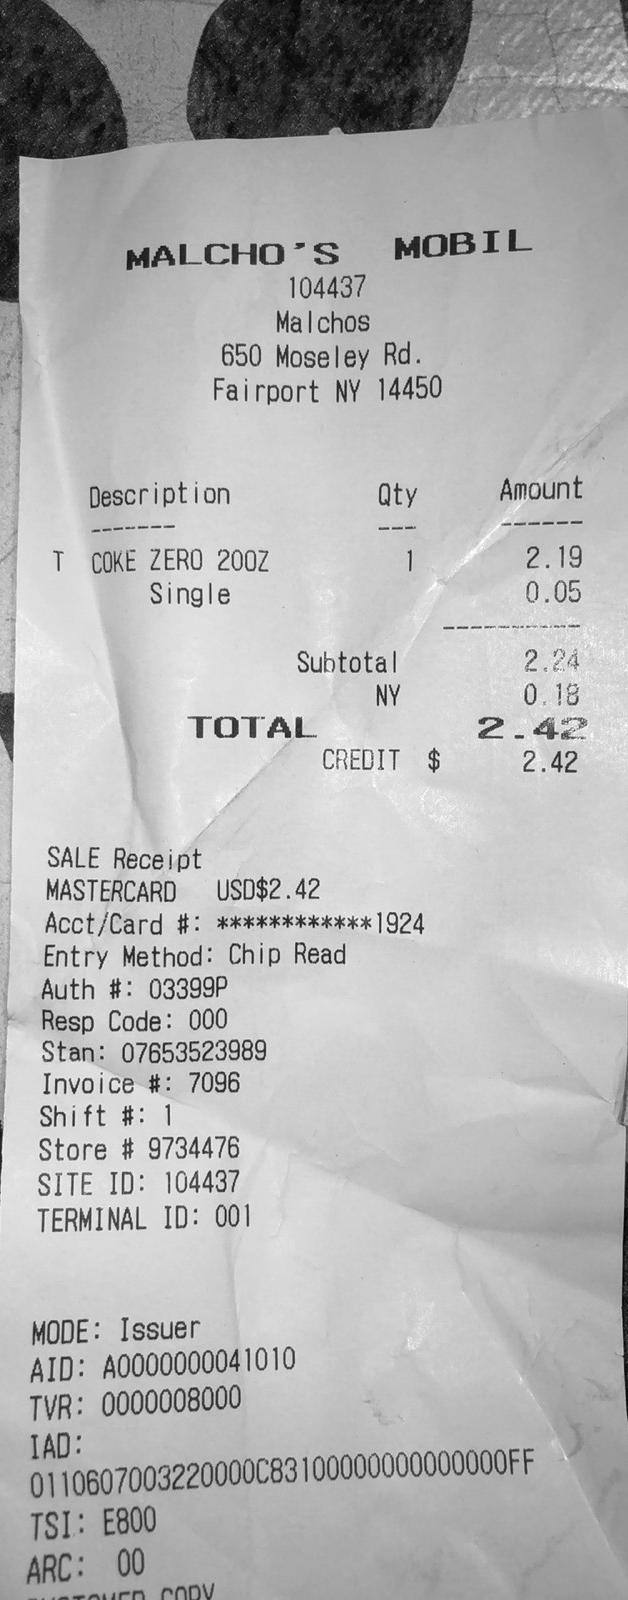 MALCHO'S MOBIL
104437
Malchos
650 Moseley Rd.
Fairport NY 14450
Description Qty Amount
------- --- ------
T COKE ZERO 20OZ 1 2.19
Single 0.05
----------
Subtotal 2.24
NY 0.18
TOTAL 2.42
CREDIT $ 2.42
SALE Receipt
MASTERCARD USD$2.42
Acct/Card #: ************1924
Entry Method: Chip Read
Auth #: 03399P
Resp Code: 000
Stan: 07653523989
Invoice #: 7096
Shift #: 1
Store # 9734476
SITE ID: 104437
TERMINAL ID: 001
MODE: Issuer
AID: A0000000041010
TVR: 0000008000
IAD:
0110607003220000C83100000000000000FF
TSI: E800
ARC: 00
CUSTOMER COPY